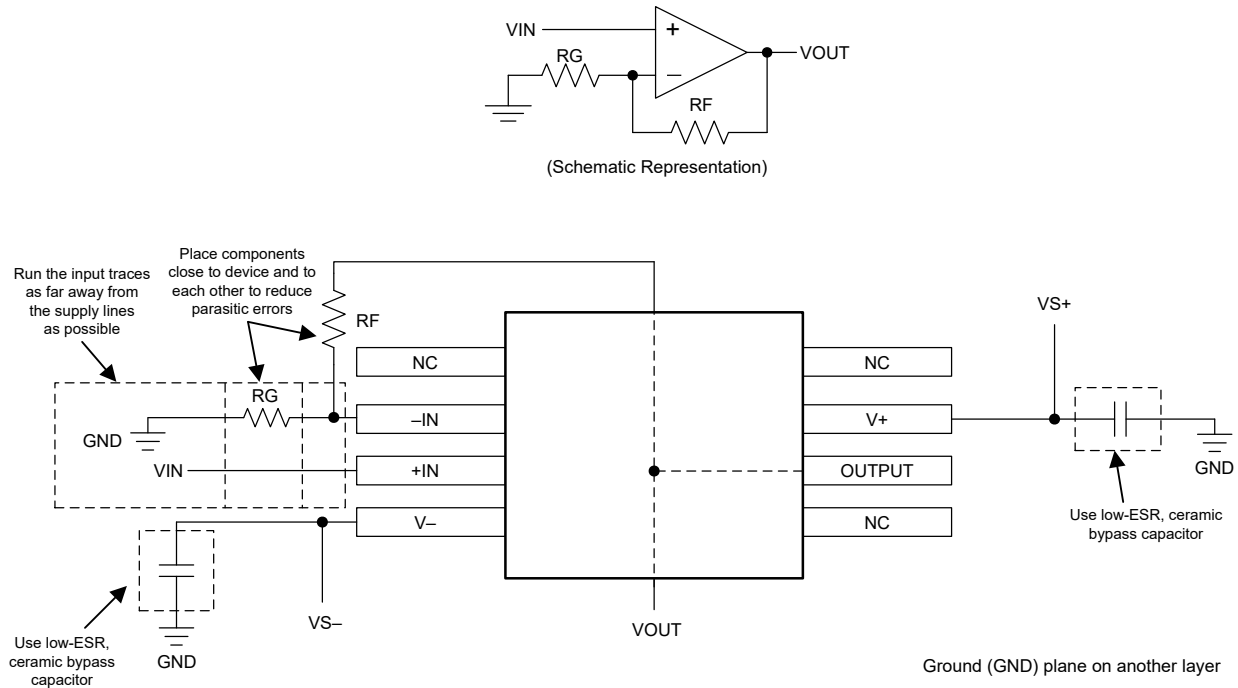 VIN
+
RG
−
VOUT
RF
(Schematic Representation)
Place components
close to device and to
each other to reduce
parasitic errors
Run the input traces
as far away from
the supply lines
as possible
VS+
RF
NC
NC
RG
–IN
V+
GND
VIN
+IN
OUTPUT
GND
V–
NC
Use low-ESR, ceramic
bypass capacitor
VS–
VOUT
Use low-ESR,
ceramic bypass
capacitor
GND
Ground (GND) plane on another layer